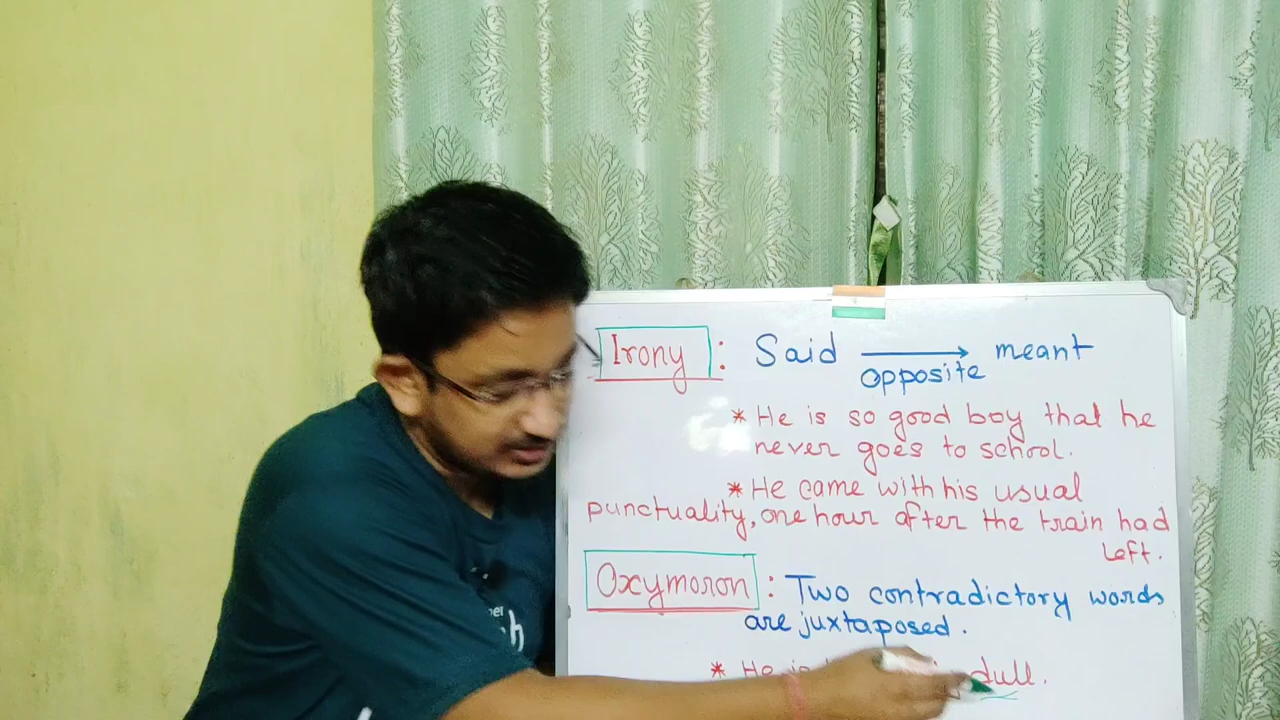 Irony : Said → meant
opposite
* He is so good boy that he
never goes to school.
* He came with his usual
punctuality, one hour after the train had
left.
Oxymoron : Two contradictory words
are juxtaposed.
* He is dull.